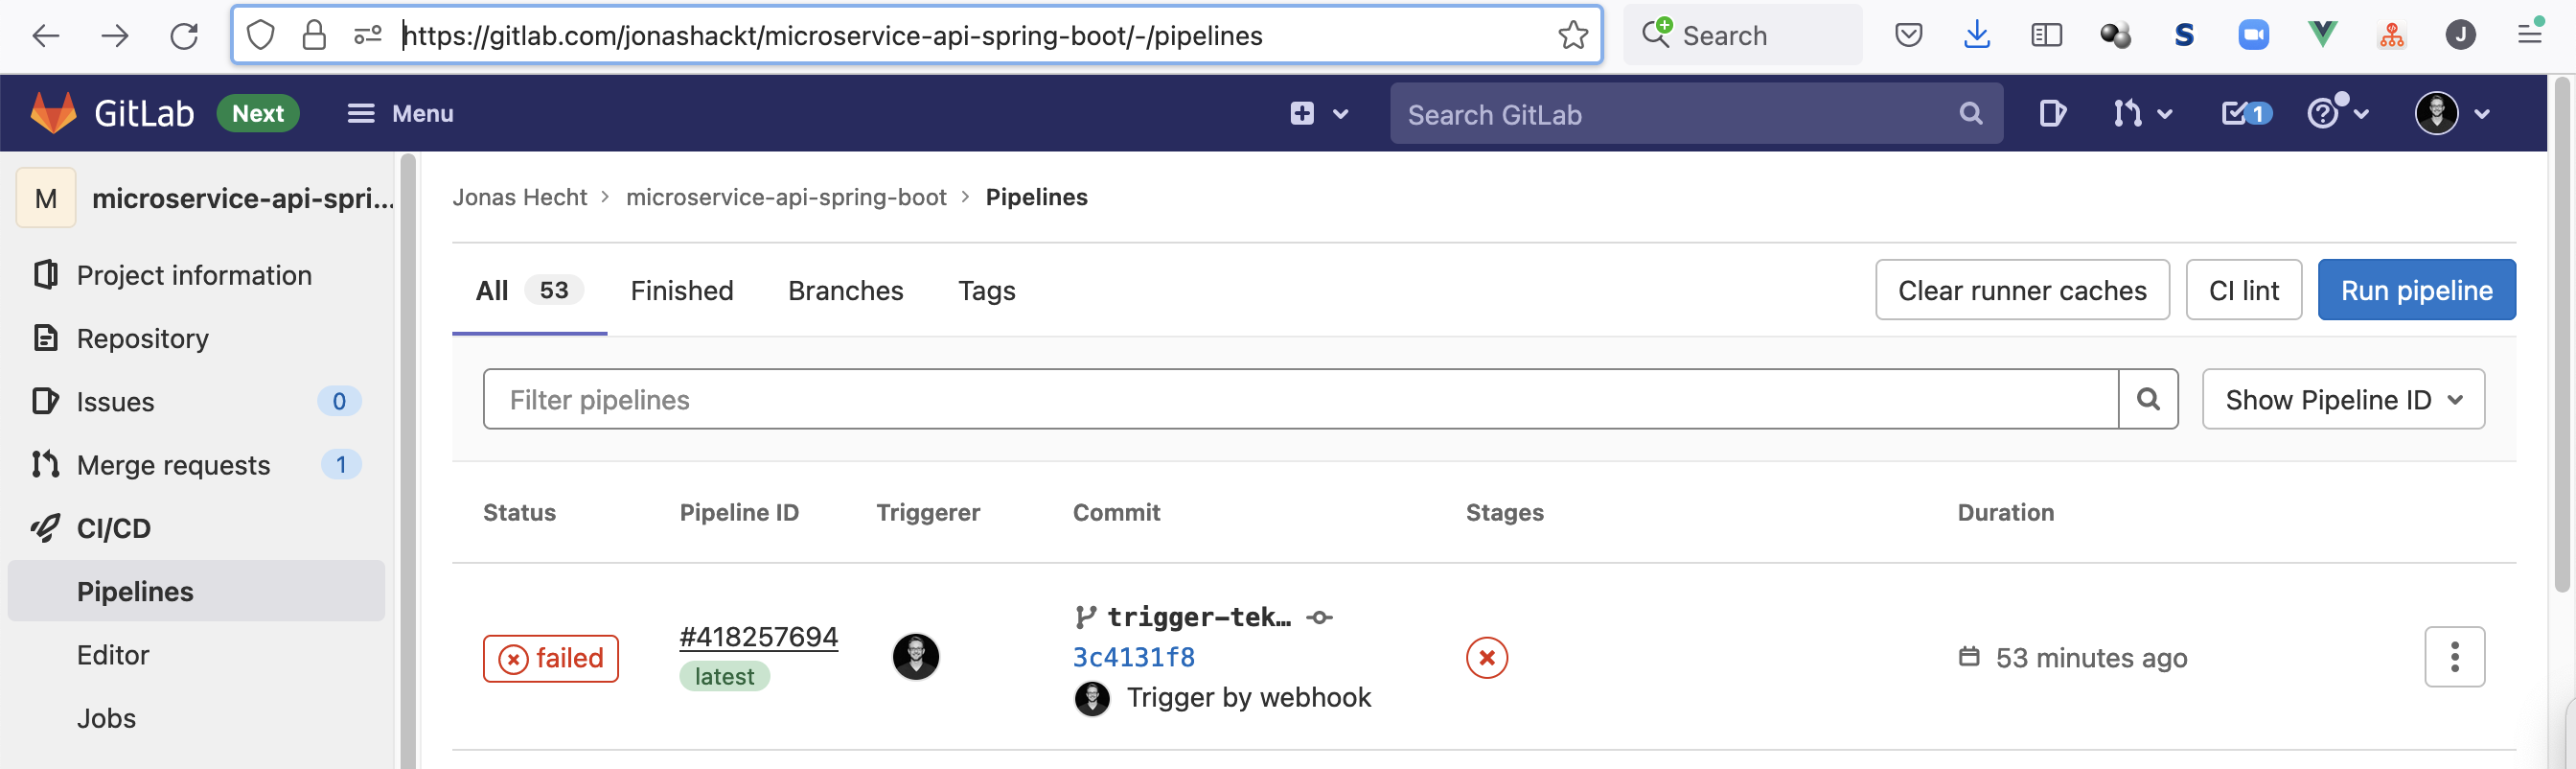 https://gitlab.com/jonashackt/microservice-api-spring-boot/-/pipelines
Search
S
J
GitLab Next Menu
Search GitLab
1
M microservice-api-spri...
Jonas Hecht > microservice-api-spring-boot > Pipelines
Project information
Repository
Issues 0
Merge requests 1
CI/CD
Pipelines
Editor
Jobs
All 53 Finished Branches Tags
Clear runner caches CI lint Run pipeline
Filter pipelines
Show Pipeline ID
Status Pipeline ID Triggerer Commit Stages Duration
failed
#418257694
latest
trigger-tek…
3c4131f8
Trigger by webhook
53 minutes ago